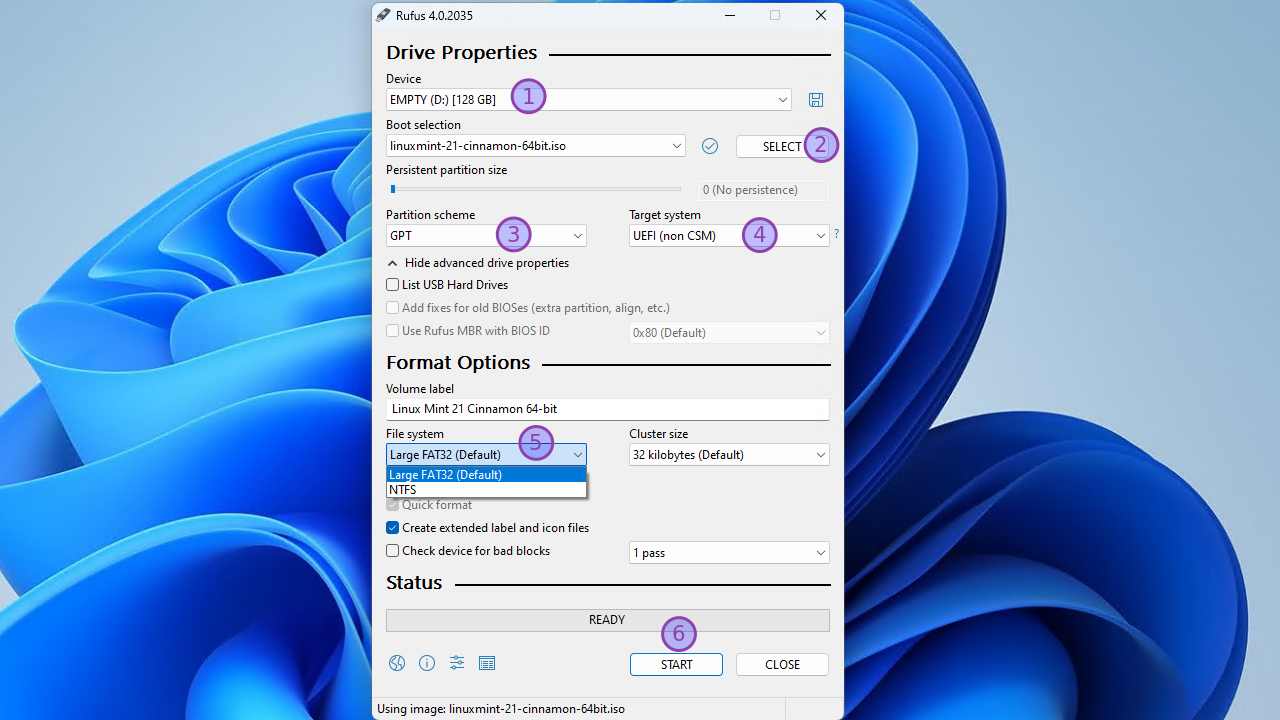 Rufus 4.0.2035
Drive Properties
Device
EMPTY (D:) [128 GB]
1
Boot selection
linuxmint-21-cinnamon-64bit.iso
SELECT
2
Persistent partition size
0 (No persistence)
Partition scheme
Target system
GPT
3
UEFI (non CSM)
4
?
Hide advanced drive properties
List USB Hard Drives
Add fixes for old BIOSes (extra partition, align, etc.)
Use Rufus MBR with BIOS ID
0x80 (Default)
Format Options
Volume label
Linux Mint 21 Cinnamon 64-bit
File system
5
Cluster size
Large FAT32 (Default)
32 kilobytes (Default)
Large FAT32 (Default)
NTFS
Quick format
Create extended label and icon files
Check device for bad blocks
1 pass
Status
READY
6
START
CLOSE
Using image: linuxmint-21-cinnamon-64bit.iso